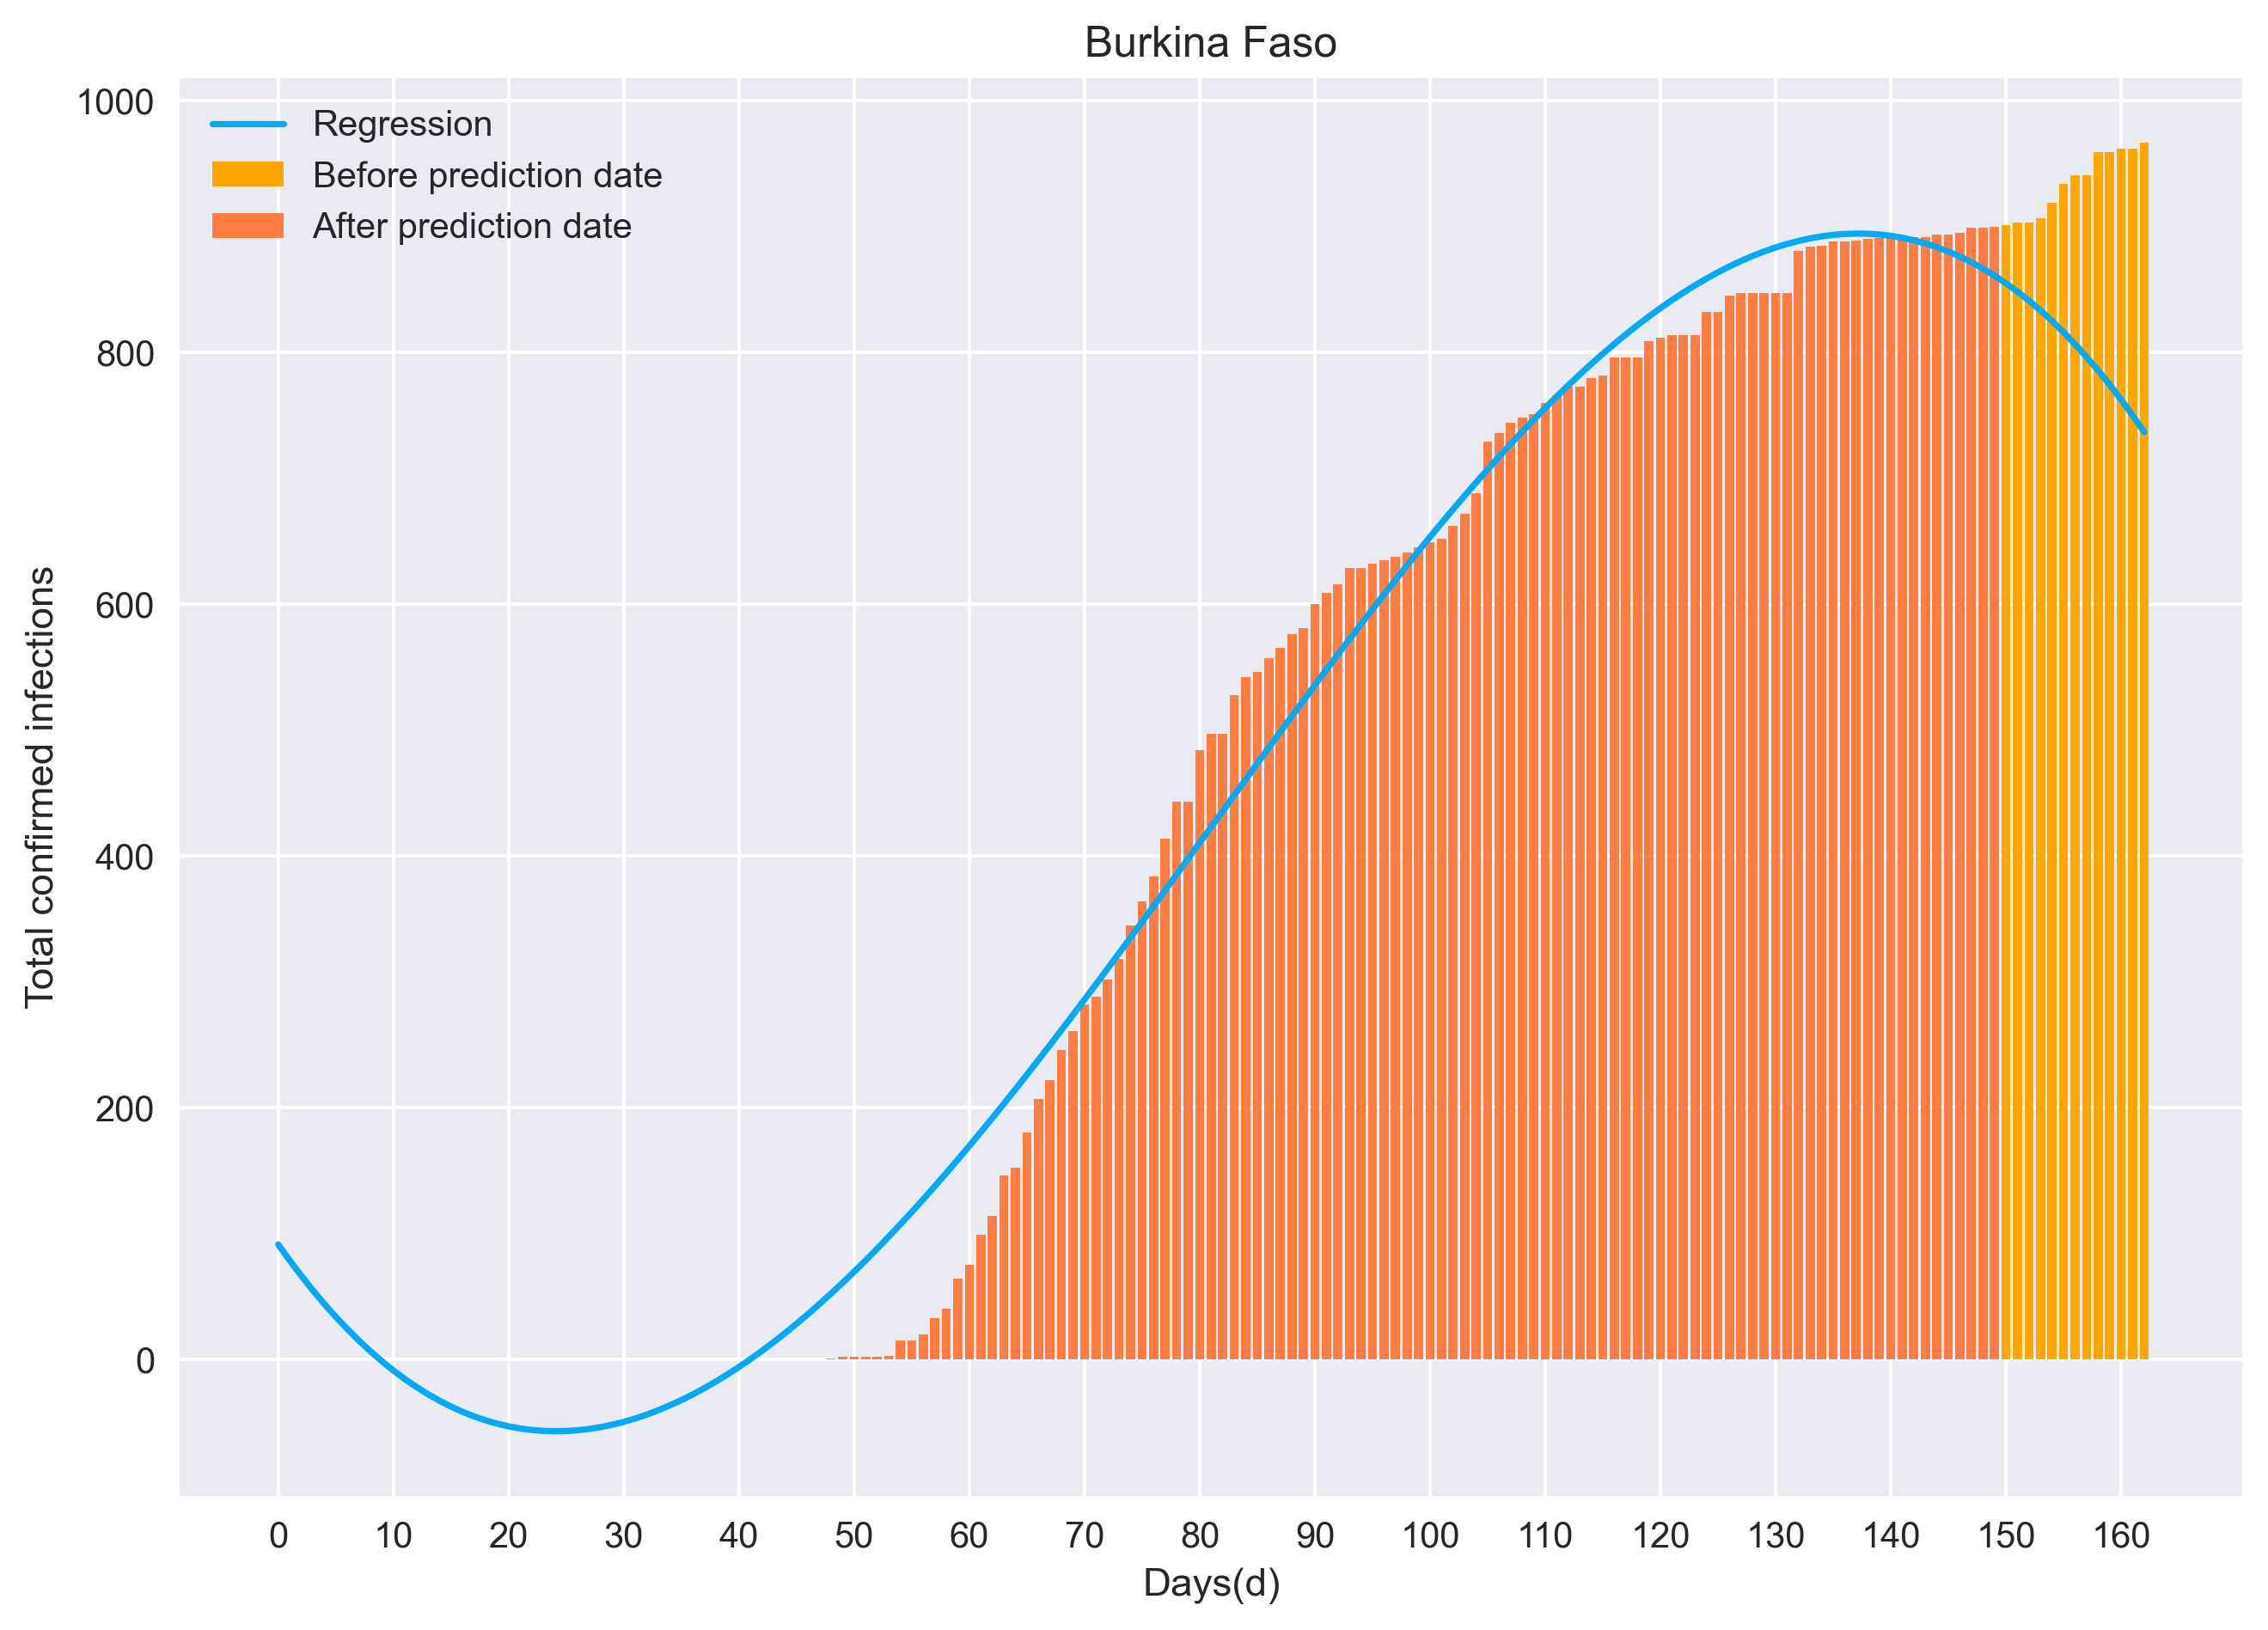 Burkina Faso
Regression
Before prediction date
After prediction date
Total confirmed infections
1000
800
600
400
200
0
0 10 20 30 40 50 60 70 80 90 100 110 120 130 140 150 160
Days(d)